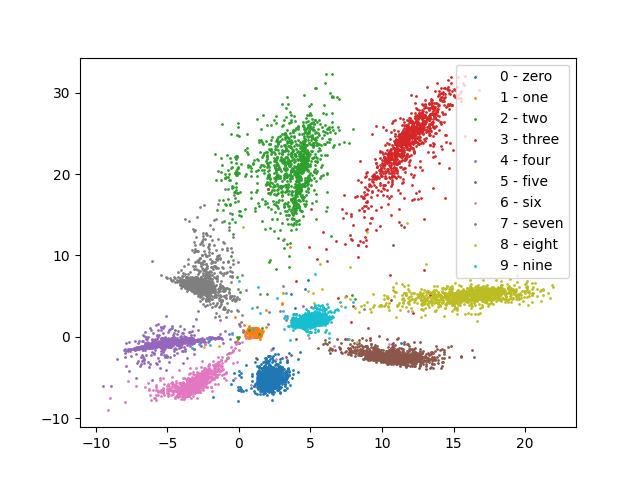 30
20
10
0
−10
−10
−5
0
5
10
15
20
0 - zero
1 - one
2 - two
3 - three
4 - four
5 - five
6 - six
7 - seven
8 - eight
9 - nine